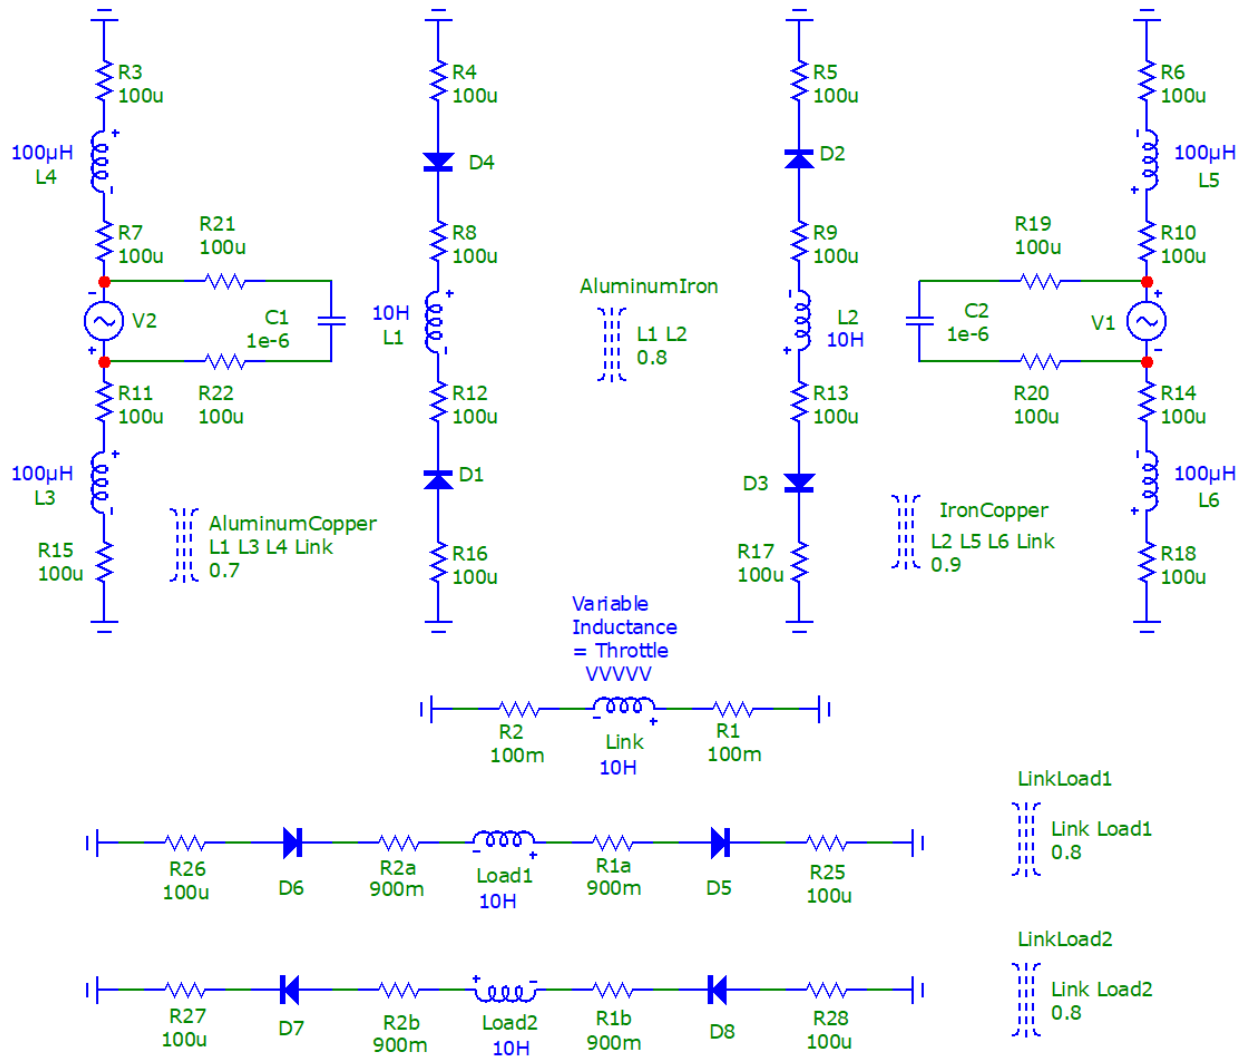 R3
100u
R4
100u
R5
100u
R6
100u
100µH
L4
D4
D2
100µH
L5
R7
100u
R21
100u
R8
100u
R9
100u
R19
100u
R10
100u
V2
C1
1e-6
10H
L1
AluminumIron
L1 L2
0.8
L2
10H
C2
1e-6
V1
R11
100u
R22
100u
R12
100u
R13
100u
R20
100u
R14
100u
100µH
L3
D1
D3
100µH
L6
AluminumCopper
L1 L3 L4 Link
0.7
IronCopper
L2 L5 L6 Link
0.9
R15
100u
R16
100u
R17
100u
R18
100u
Variable
Inductance
= Throttle
VVVVV
R2
100m
Link
10H
R1
100m
LinkLoad1
Link Load1
0.8
R26
100u
D6
R2a
900m
Load1
10H
R1a
900m
D5
R25
100u
LinkLoad2
Link Load2
0.8
R27
100u
D7
R2b
900m
Load2
10H
R1b
900m
D8
R28
100u